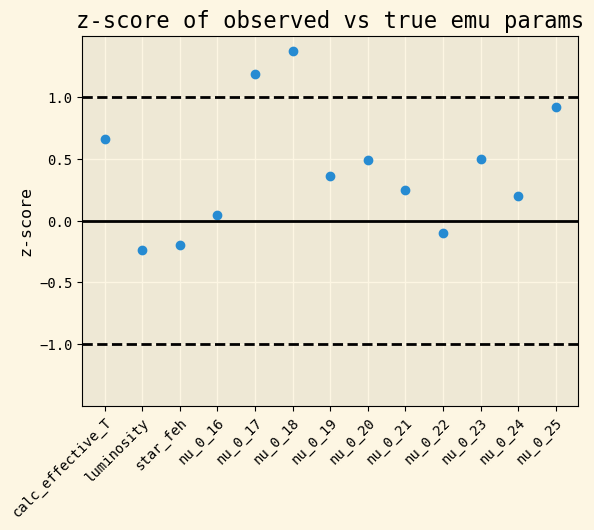 z-score of observed vs true emu params
z-score
1.0
0.5
0.0
−0.5
−1.0
calc_effective_T
luminosity
star_feh
nu_0_16
nu_0_17
nu_0_18
nu_0_19
nu_0_20
nu_0_21
nu_0_22
nu_0_23
nu_0_24
nu_0_25